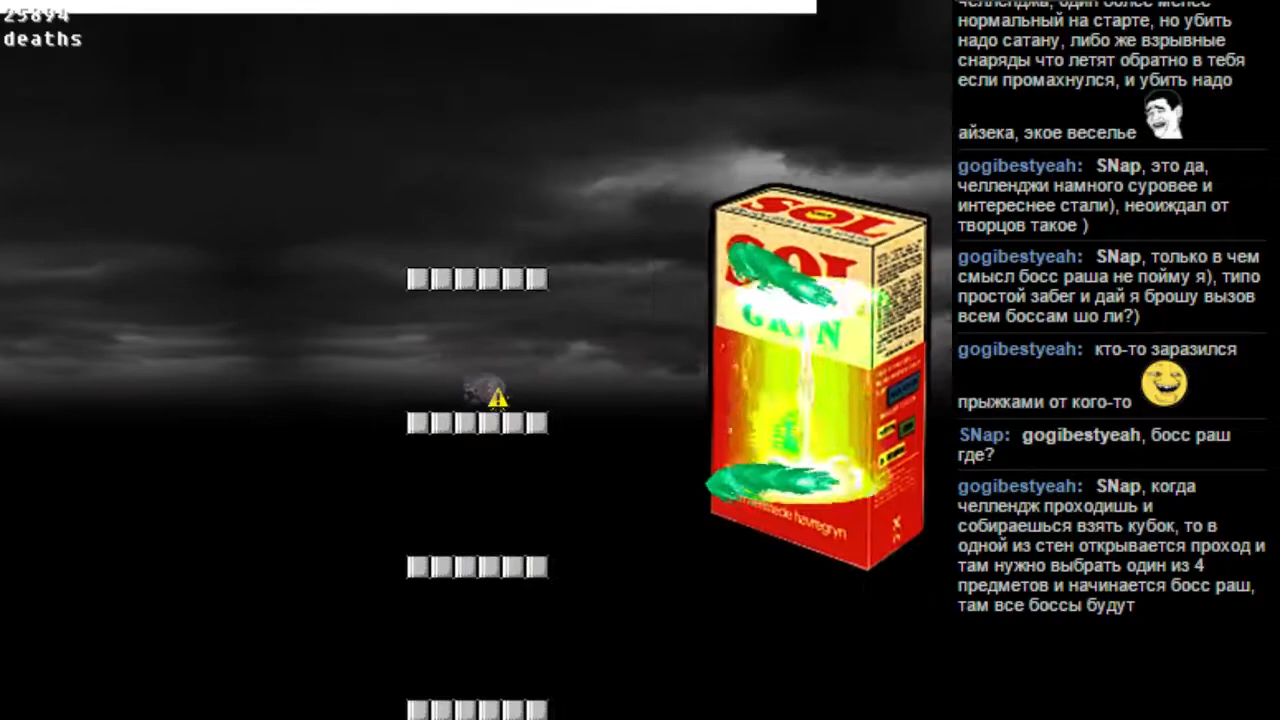 25894
deaths
SOL
SOL
GRYN
havregryn
челленджа, один более менее
нормальный на старте, но убить
надо сатану, либо же взрывные
снаряды что летят обратно в тебя
если промахнулся, и убить надо
айзека, экое веселье
gogibestyeah: SNap, это да,
челленджи намного суровее и
интереснее стали), неоиждал от
творцов такое )
gogibestyeah: SNap, только в чем
смысл босс раша не пойму я), типо
простой забег и дай я брошу вызов
всем боссам шо ли?)
gogibestyeah: кто-то заразился
прыжками от кого-то
SNap: gogibestyeah, босс раш
где?
gogibestyeah: SNap, когда
челлендж проходишь и
собираешься взять кубок, то в
одной из стен открывается проход и
там нужно выбрать один из 4
предметов и начинается босс раш,
там все боссы будут